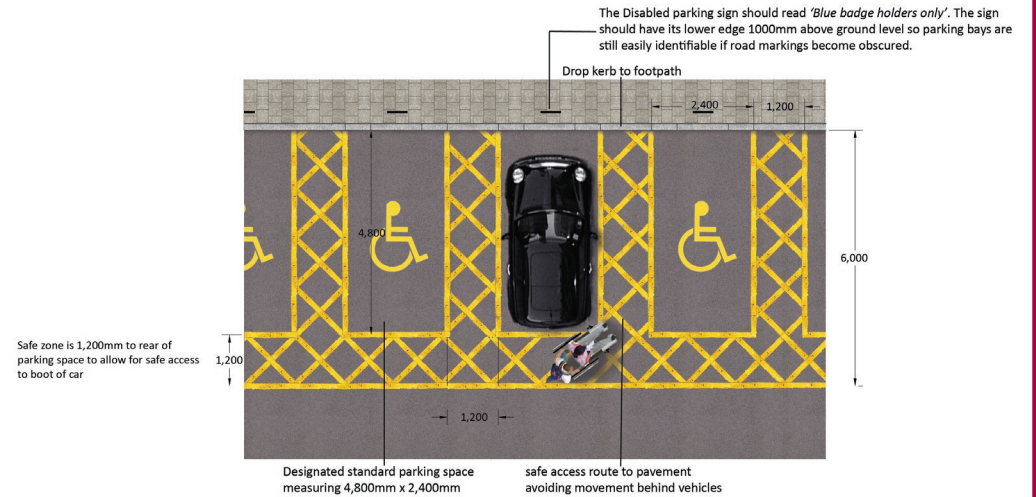 The Disabled parking sign should read 'Blue badge holders only'. The sign
should have its lower edge 1000mm above ground level so parking bays are
still easily identifiable if road markings become obscured.
Drop kerb to footpath
2,400
1,200
4,800
6,000
Safe zone is 1,200mm to rear of
parking space to allow for safe access
to boot of car
1,200
1,200
Designated standard parking space
measuring 4,800mm x 2,400mm
safe access route to pavement
avoiding movement behind vehicles